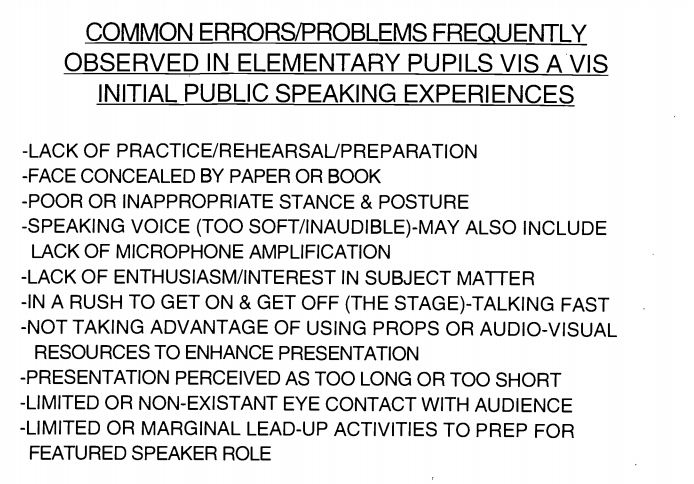 COMMON ERRORS/PROBLEMS FREQUENTLY
OBSERVED IN ELEMENTARY PUPILS VIS A VIS
INITIAL PUBLIC SPEAKING EXPERIENCES
-LACK OF PRACTICE/REHEARSAL/PREPARATION
-FACE CONCEALED BY PAPER OR BOOK
-POOR OR INAPPROPRIATE STANCE & POSTURE
-SPEAKING VOICE (TOO SOFT/INAUDIBLE)-MAY ALSO INCLUDE
LACK OF MICROPHONE AMPLIFICATION
-LACK OF ENTHUSIASM/INTEREST IN SUBJECT MATTER
-IN A RUSH TO GET ON & GET OFF (THE STAGE)-TALKING FAST
-NOT TAKING ADVANTAGE OF USING PROPS OR AUDIO-VISUAL
RESOURCES TO ENHANCE PRESENTATION
-PRESENTATION PERCEIVED AS TOO LONG OR TOO SHORT
-LIMITED OR NON-EXISTANT EYE CONTACT WITH AUDIENCE
-LIMITED OR MARGINAL LEAD-UP ACTIVITIES TO PREP FOR
FEATURED SPEAKER ROLE